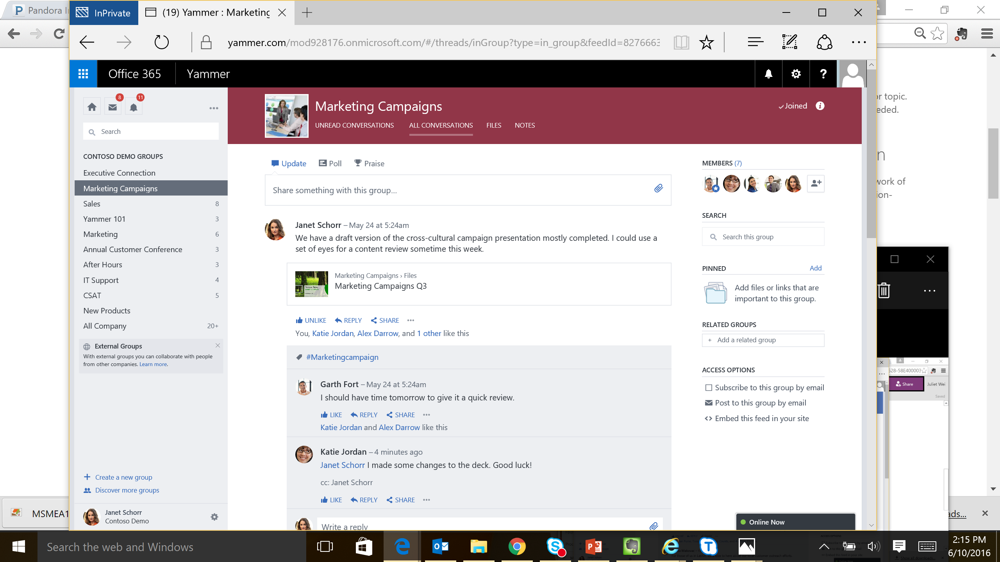 Pandora
InPrivate
(19) Yammer : Marketing
yammer.com/mod928176.onmicrosoft.com/#/threads/inGroup?type=in_group&feedId=8276663
Office 365
Yammer
8
11
Search
CONTOSO DEMO GROUPS
Executive Connection
Marketing Campaigns
Sales 8
Yammer 101 3
Marketing 6
Annual Customer Conference 3
After Hours 3
IT Support 4
CSAT 5
New Products
All Company 20+
External Groups
With external groups you can collaborate with people
from other companies. Learn more.
+ Create a new group
Discover more groups
Janet Schorr
Contoso Demo
Marketing Campaigns
Joined
UNREAD CONVERSATIONS ALL CONVERSATIONS FILES NOTES
Update Poll Praise
Share something with this group...
Janet Schorr – May 24 at 5:24am
We have a draft version of the cross-cultural campaign presentation mostly completed. I could use a
set of eyes for a content review sometime this week.
Marketing Campaigns › Files
Marketing Campaigns Q3
UNLIKE REPLY SHARE
You, Katie Jordan, Alex Darrow, and 1 other like this
#Marketingcampaign
Garth Fort – May 24 at 5:24am
I should have time tomorrow to give it a quick review.
LIKE REPLY SHARE
Katie Jordan and Alex Darrow like this
Katie Jordan – 4 minutes ago
Janet Schorr I made some changes to the deck. Good luck!
cc: Janet Schorr
LIKE REPLY SHARE
Write a reply
MEMBERS (7)
SEARCH
Search this group
PINNED Add
Add files or links that are
important to this group.
RELATED GROUPS
+ Add a related group
ACCESS OPTIONS
Subscribe to this group by email
Post to this group by email
Embed this feed in your site
Online Now
r topic.
eded.
n
work of
ion-
528-58E400003
Share
Juliet Wei
Saved
MSMEA1
ads...
Search the web and Windows
2:15 PM
6/10/2016